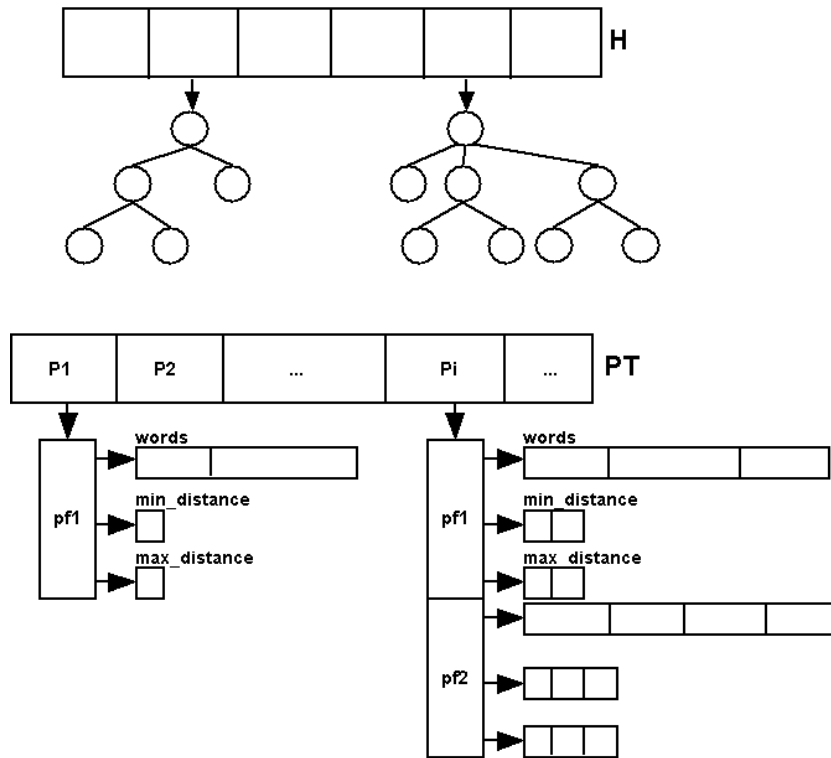 H
P1 P2 ... Pi ... PT
words
words
pf1
min_distance
max_distance
pf1
min_distance
max_distance
pf2